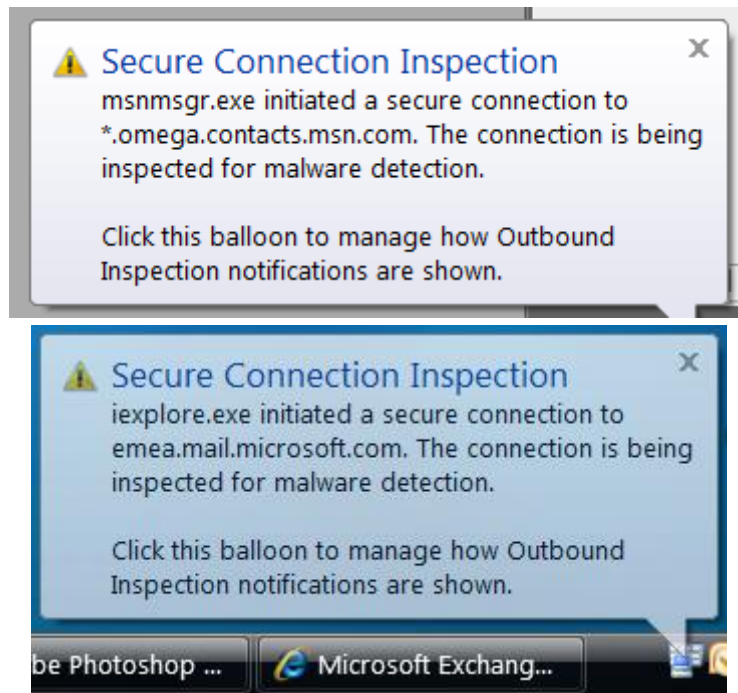 Secure Connection Inspection
msnmsgr.exe initiated a secure connection to
*.omega.contacts.msn.com. The connection is being
inspected for malware detection.
Click this balloon to manage how Outbound
Inspection notifications are shown.
Secure Connection Inspection
iexplore.exe initiated a secure connection to
emea.mail.microsoft.com. The connection is being
inspected for malware detection.
Click this balloon to manage how Outbound
Inspection notifications are shown.
be Photoshop ... Microsoft Exchang...